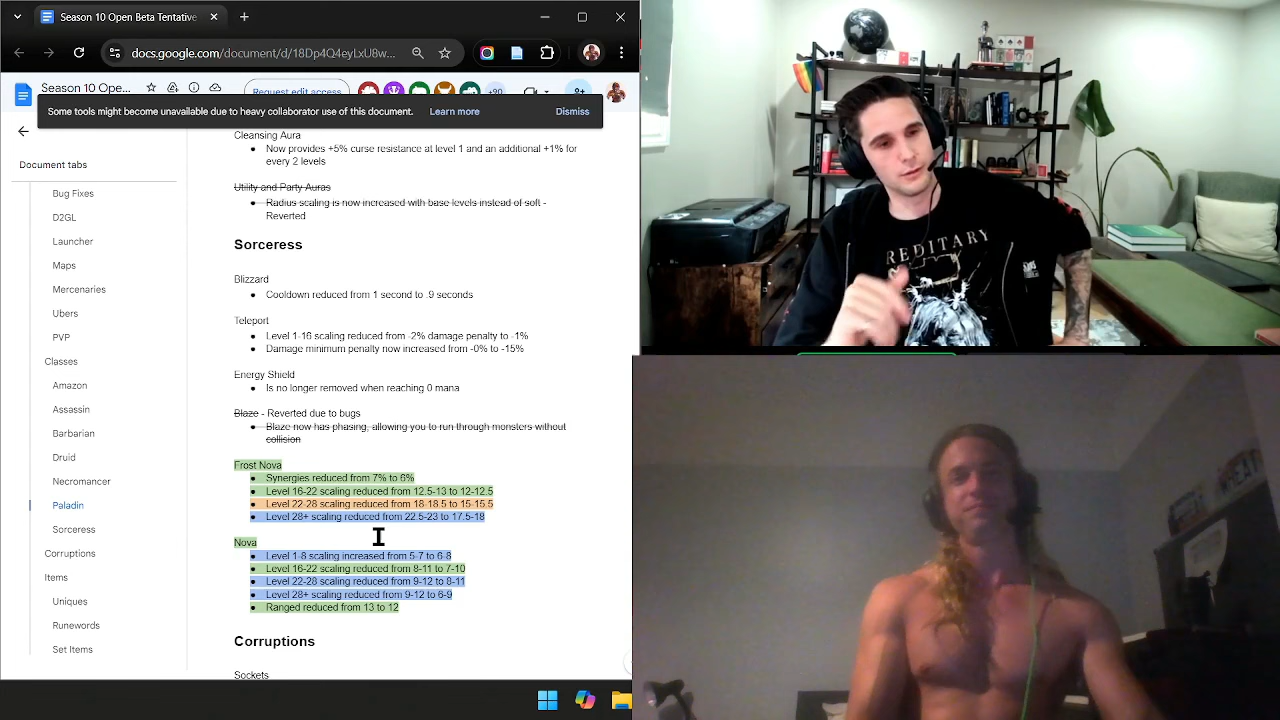 Season 10 Open Beta Tentative
docs.google.com/document/d/18Dp4Q4eyLxU8w...
Season 10 Ope...
Request edit access
+90
Some tools might become unavailable due to heavy collaborator use of this document.
Learn more
Dismiss
Document tabs
Bug Fixes
D2GL
Launcher
Maps
Mercenaries
Ubers
PVP
Classes
Amazon
Assassin
Barbarian
Druid
Necromancer
Paladin
Sorceress
Corruptions
Items
Uniques
Runewords
Set Items
Cleansing Aura
• Now provides +5% curse resistance at level 1 and an additional +1% for
every 2 levels
Utility and Party Auras
• Radius scaling is now increased with base levels instead of soft -
Reverted
Sorceress
Blizzard
• Cooldown reduced from 1 second to .9 seconds
Teleport
• Level 1-16 scaling reduced from -2% damage penalty to -1%
• Damage minimum penalty now increased from -0% to -15%
Energy Shield
• Is no longer removed when reaching 0 mana
Blaze - Reverted due to bugs
• Blaze now has phasing, allowing you to run through monsters without
collision
Frost Nova
• Synergies reduced from 7% to 6%
• Level 16-22 scaling reduced from 12.5-13 to 12-12.5
• Level 22-28 scaling reduced from 18-18.5 to 15-15.5
• Level 28+ scaling reduced from 22.5-23 to 17.5-18
Nova
• Level 1-8 scaling increased from 5-7 to 6-8
• Level 16-22 scaling reduced from 8-11 to 7-10
• Level 22-28 scaling reduced from 9-12 to 8-11
• Level 28+ scaling reduced from 9-12 to 6-9
• Ranged reduced from 13 to 12
Corruptions
Sockets
EREDITARY